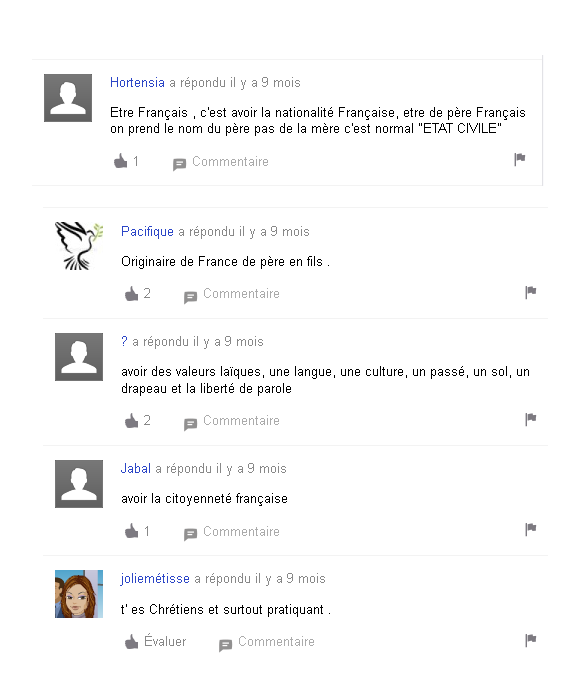 Hortensia a répondu il y a 9 mois
Etre Français , c'est avoir la nationalité Française, etre de père Français
on prend le nom du père pas de la mère c'est normal "ETAT CIVILE"
1 Commentaire
Pacifique a répondu il y a 9 mois
Originaire de France de père en fils .
2 Commentaire
? a répondu il y a 9 mois
avoir des valeurs laïques, une langue, une culture, un passé, un sol, un
drapeau et la liberté de parole
2 Commentaire
Jabal a répondu il y a 9 mois
avoir la citoyenneté française
1 Commentaire
joliemétisse a répondu il y a 9 mois
t' es Chrétiens et surtout pratiquant .
Évaluer Commentaire